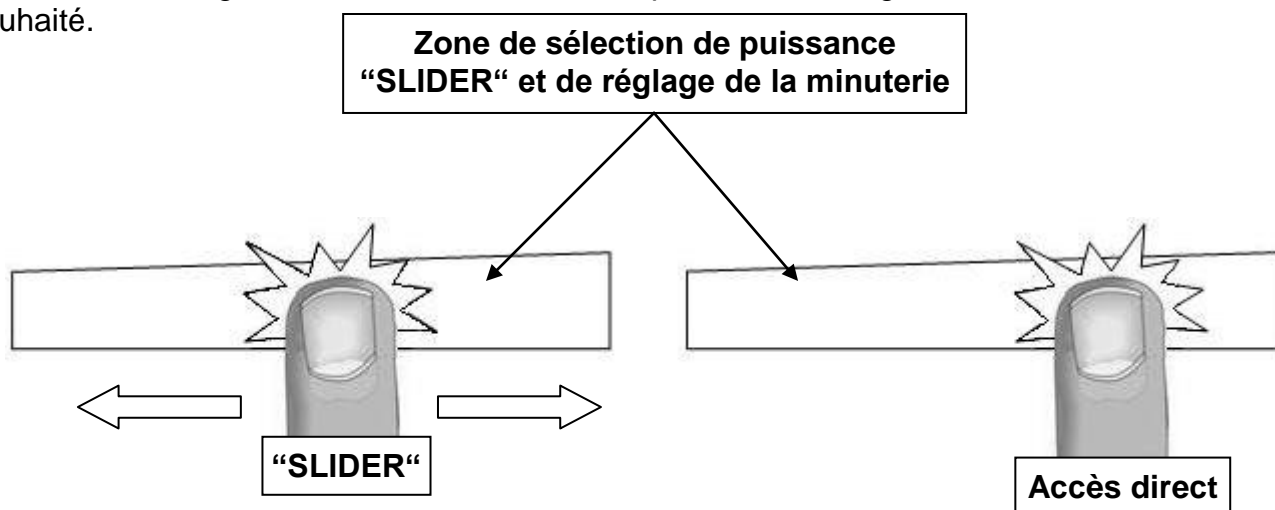 uhaité.
Zone de sélection de puissance
“SLIDER“ et de réglage de la minuterie
“SLIDER“
Accès direct